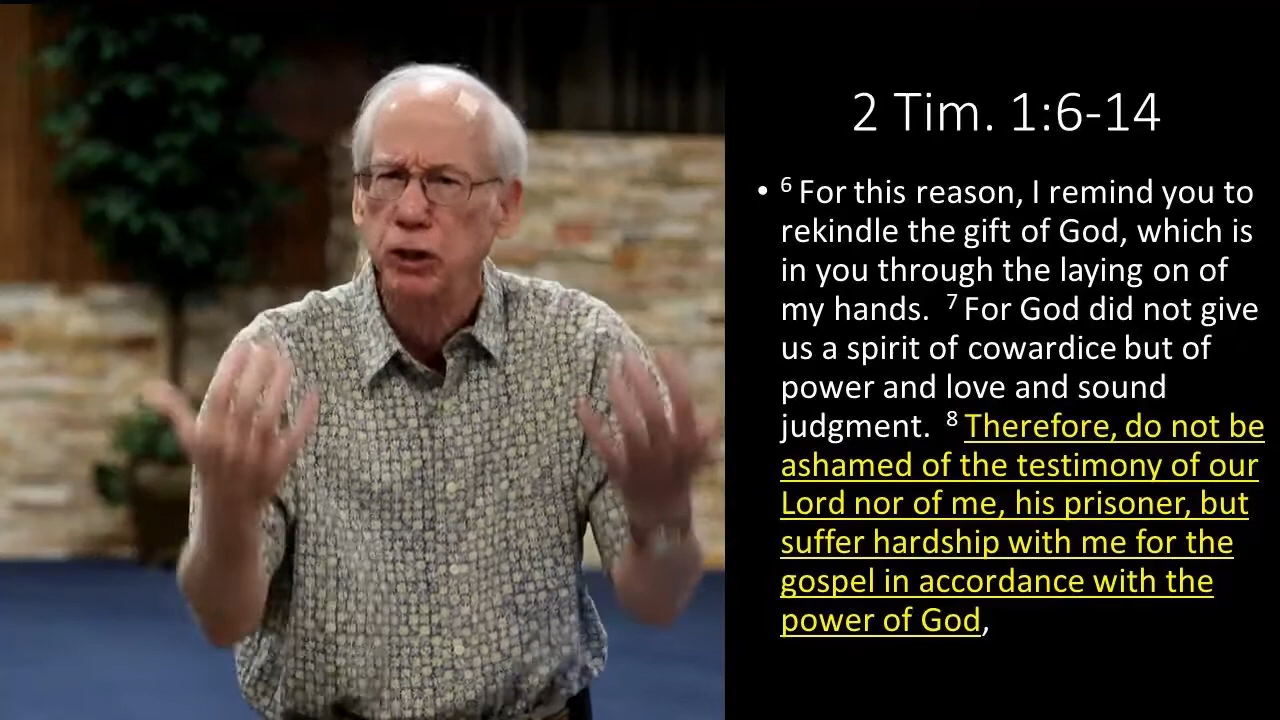 2 Tim. 1:6-14
• 6 For this reason, I remind you to
rekindle the gift of God, which is
in you through the laying on of
my hands. 7 For God did not give
us a spirit of cowardice but of
power and love and sound
judgment. 8 Therefore, do not be
ashamed of the testimony of our
Lord nor of me, his prisoner, but
suffer hardship with me for the
gospel in accordance with the
power of God,